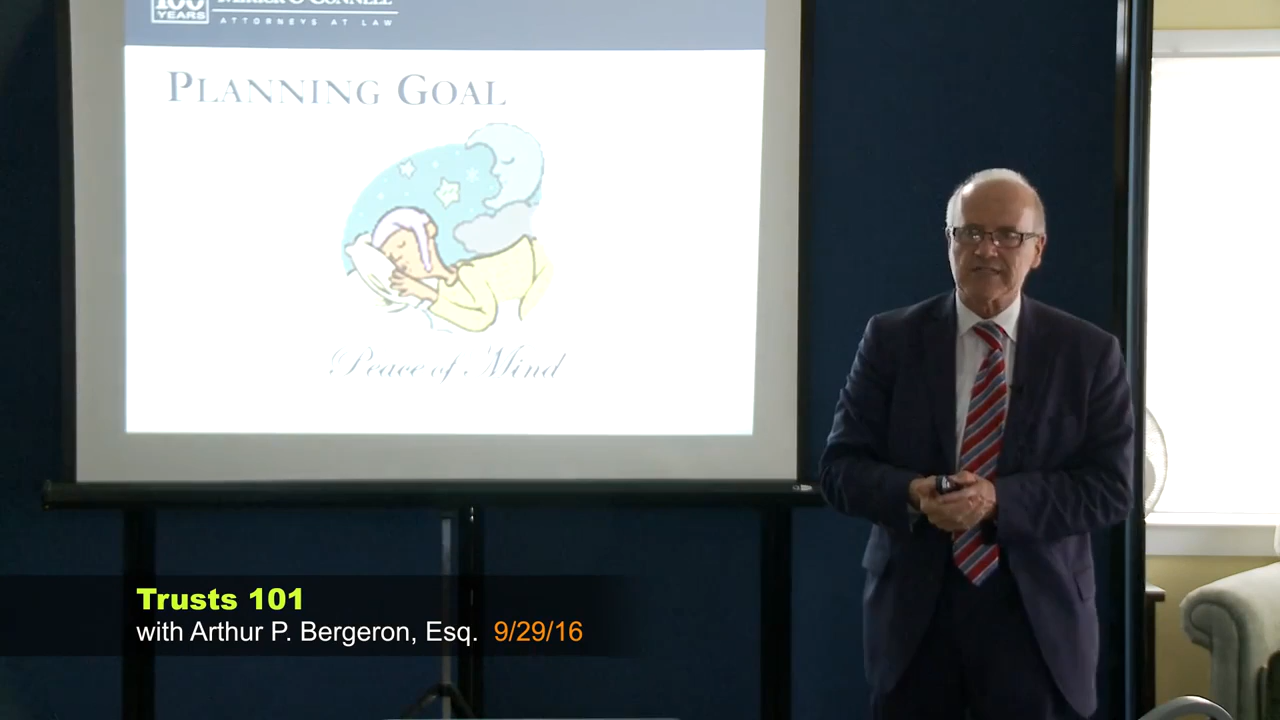 100
YEARS
O'CONNELL
ATTORNEYS AT LAW
PLANNING GOAL
Peace of Mind
Trusts 101
with Arthur P. Bergeron, Esq. 9/29/16